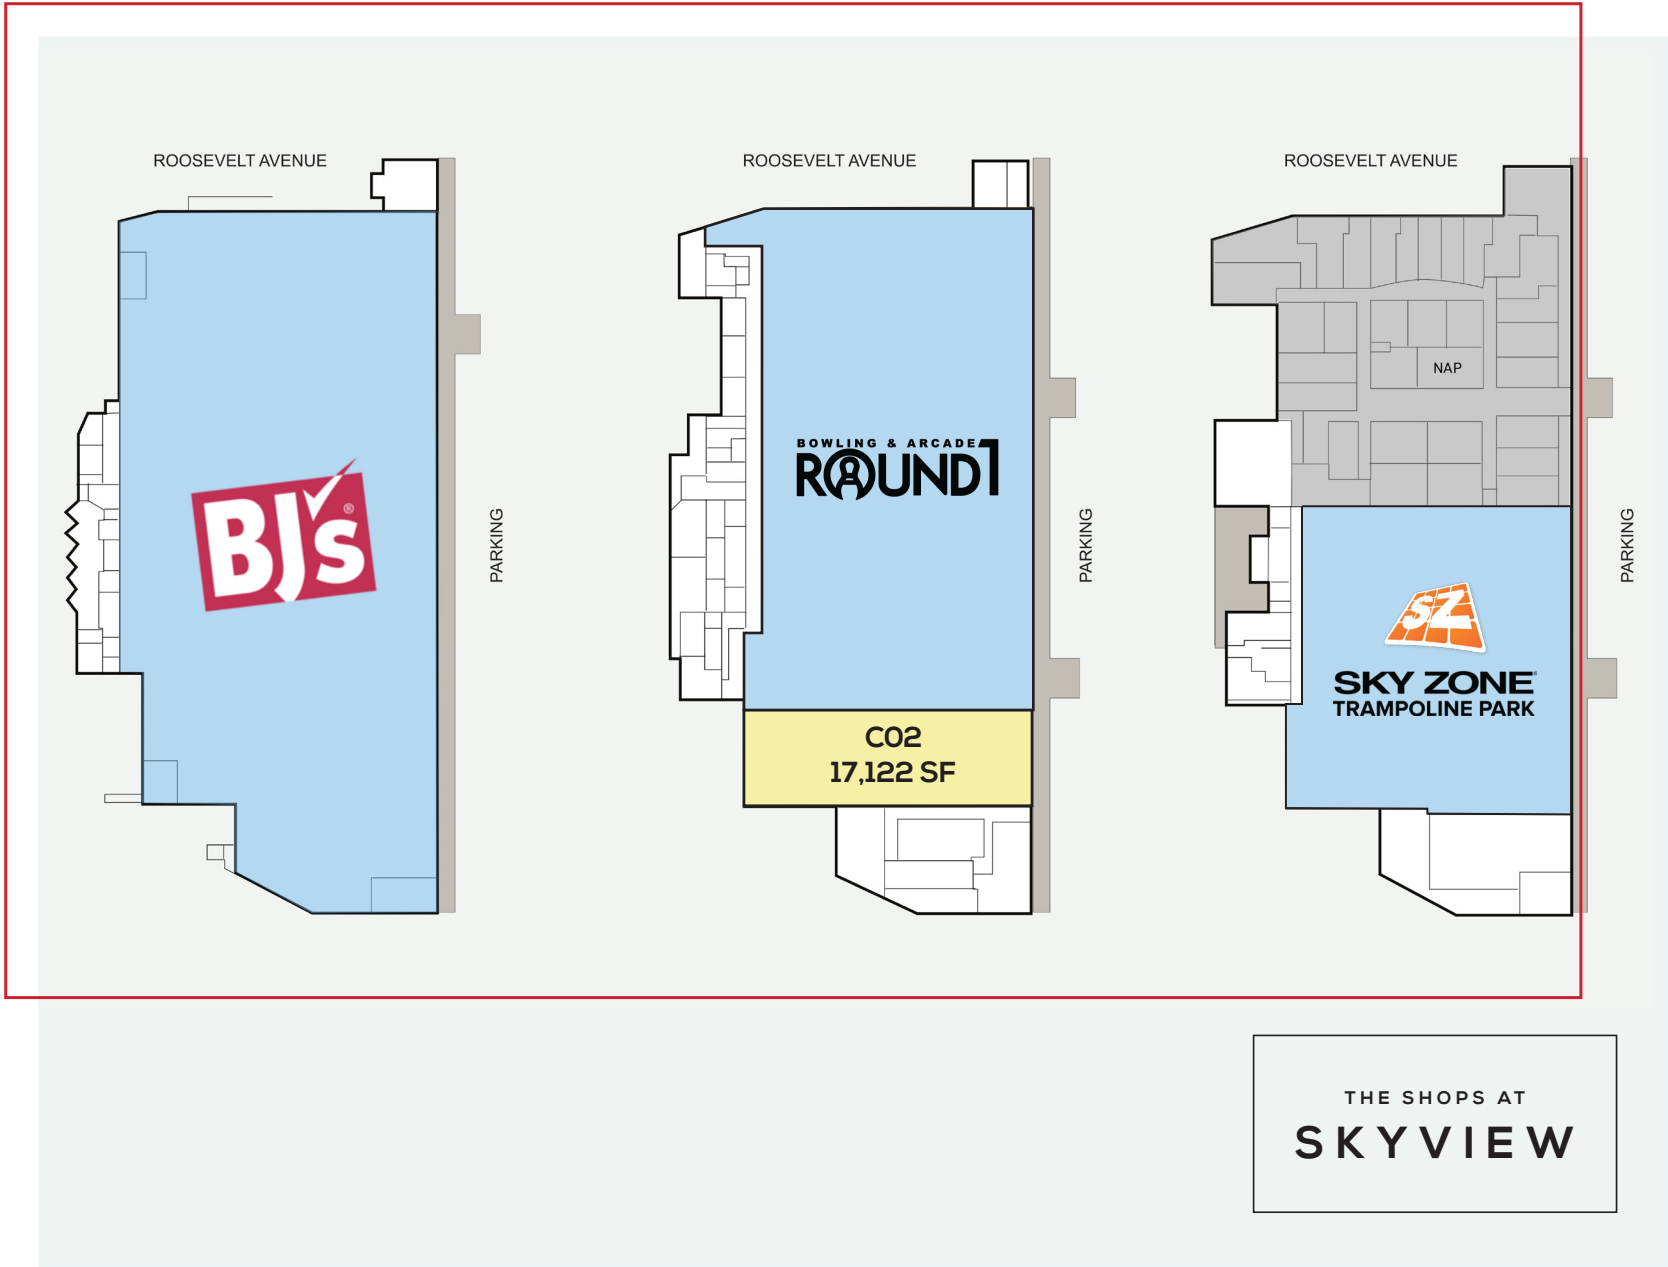 ROOSEVELT AVENUE
ROOSEVELT AVENUE
ROOSEVELT AVENUE
BJ's®
PARKING
BOWLING & ARCADE
ROUND1
PARKING
C02
17,122 SF
NAP
SZ
SKY ZONE
TRAMPOLINE PARK
PARKING
THE SHOPS AT
SKYVIEW